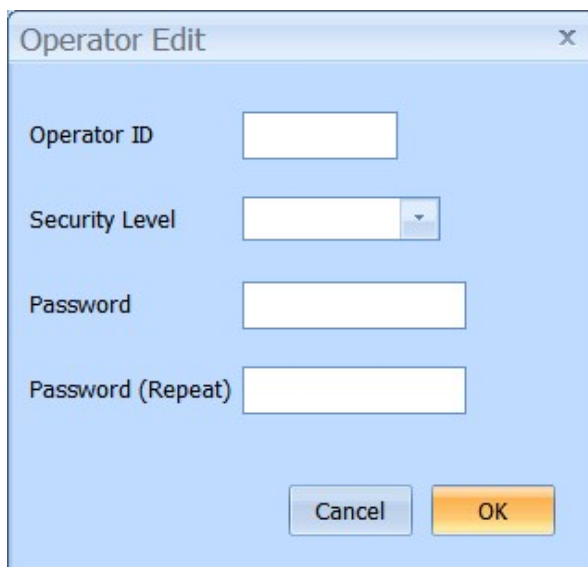 Operator Edit
Operator ID
Security Level
Password
Password (Repeat)
Cancel OK